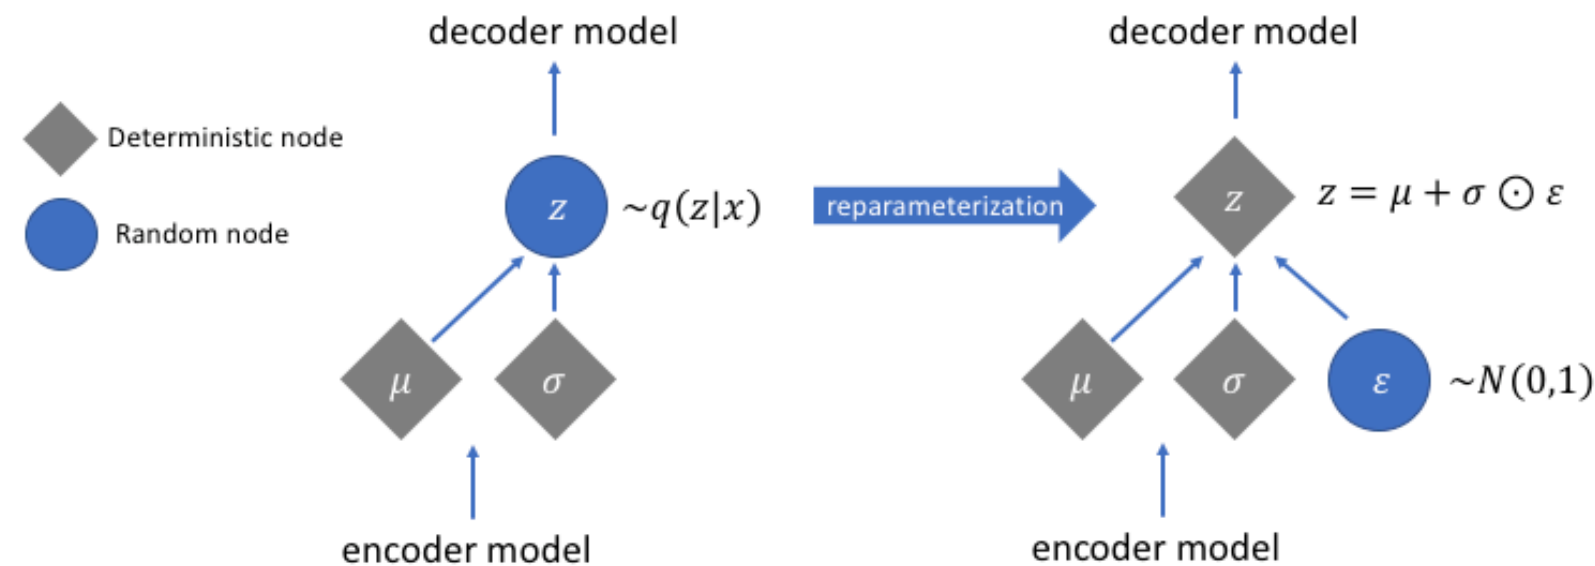 decoder model
Deterministic node
Random node
z
~q(z|x)
μ
σ
encoder model
reparameterization
decoder model
z
z = μ + σ ⊙ ε
μ
σ
ε
~N(0,1)
encoder model